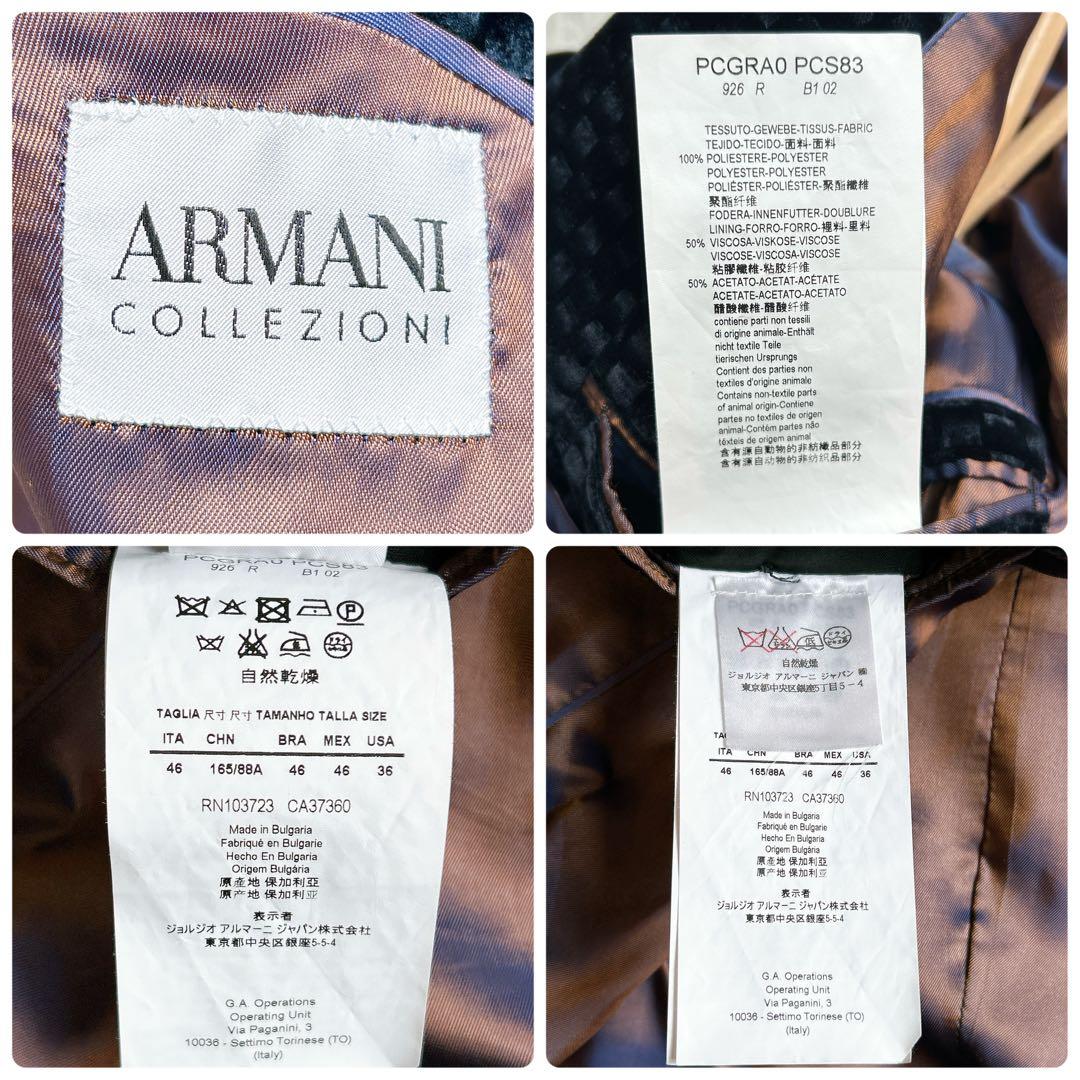 ARMANI
COLLEZIONI
PCGRA0 PCS83
926 R B1 02
TESSUTO-GEWEBE-TISSUS-FABRIC
TEJIDO-TECIDO-面料-面料
100% POLIESTERE-POLYESTER
POLYESTER-POLYESTER
POLIÉSTER-POLIÉSTER-聚酯纖維
聚酯纤维
FODERA-INNENFUTTER-DOUBLURE
LINING-FORRO-FORRO-裡料-里料
50% VISCOSA-VISKOSE-VISCOSE
VISCOSE-VISCOSA-VISCOSE
粘膠纖維-粘胶纤维
50% ACETATO-ACETAT-ACÉTATE
ACETATE-ACETATO-ACETATO
醋酸纖維-醋酸纤维
contiene parti non tessili
di origine animale-Enthält
nicht textile Teile
tierischen Ursprungs
Contient des parties non
textiles d'origine animale
Contains non-textile parts
of animal origin-Contiene
partes no textiles de origen
animal-Contém partes não
têxteis de origem animal
含有源自動物的非紡織品部分
含有源自动物的非纺织品部分
PCGRA0 PCS83
926 R B1 02
自然乾燥
TAGLIA 尺寸 尺寸 TAMANHO TALLA SIZE
ITA CHN BRA MEX USA
46 165/88A 46 46 36
RN103723 CA37360
Made in Bulgaria
Fabriqué en Bulgarie
Hecho En Bulgaria
Origem Bulgária
原產地 保加利亞
原产地 保加利亚
表示者
ジョルジオ アルマーニ ジャパン株式会社
東京都中央区銀座5-5-4
G.A. Operations
Operating Unit
Via Paganini, 3
10036 - Settimo Torinese (TO)
(Italy)
PCGRA0 PCS83
低
自然乾燥
ジョルジオ アルマーニ ジャパン ㈱
東京都中央区銀座5丁目5-4
ITA CHN BRA MEX USA
46 165/88A 46 46 36
RN103723 CA37360
Made in Bulgaria
Fabriqué en Bulgarie
Hecho En Bulgaria
Origem Bulgária
原產地 保加利亞
原产地 保加利亚
表示者
ジョルジオ アルマーニ ジャパン株式会社
東京都中央区銀座5-5-4
G.A. Operations
Operating Unit
Via Paganini, 3
10036 - Settimo Torinese (TO)
(Italy)